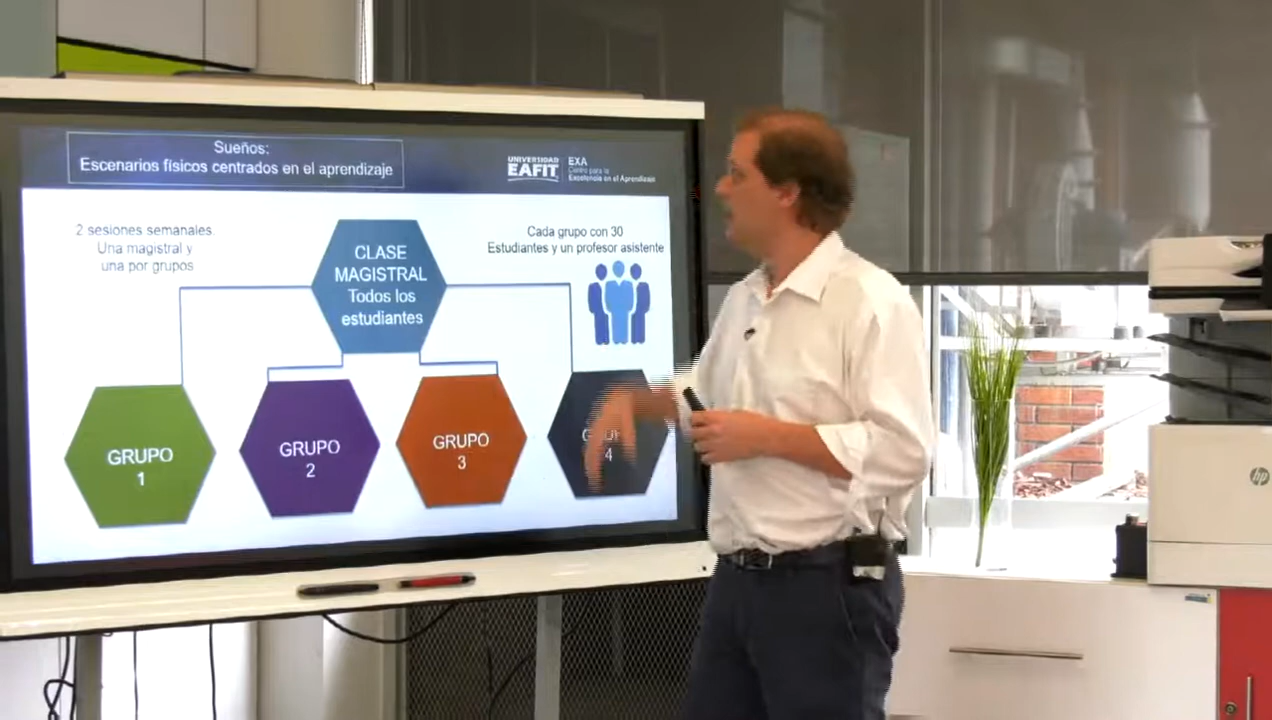 Sueños:
Escenarios físicos centrados en el aprendizaje
UNIVERSIDAD
EAFIT
EXA
Centro para la
Excelencia en el Aprendizaje
2 sesiones semanales.
Una magistral y
una por grupos
CLASE
MAGISTRAL
Todos los
estudiantes
Cada grupo con 30
Estudiantes y un profesor asistente
GRUPO
1
GRUPO
2
GRUPO
3
4
hp